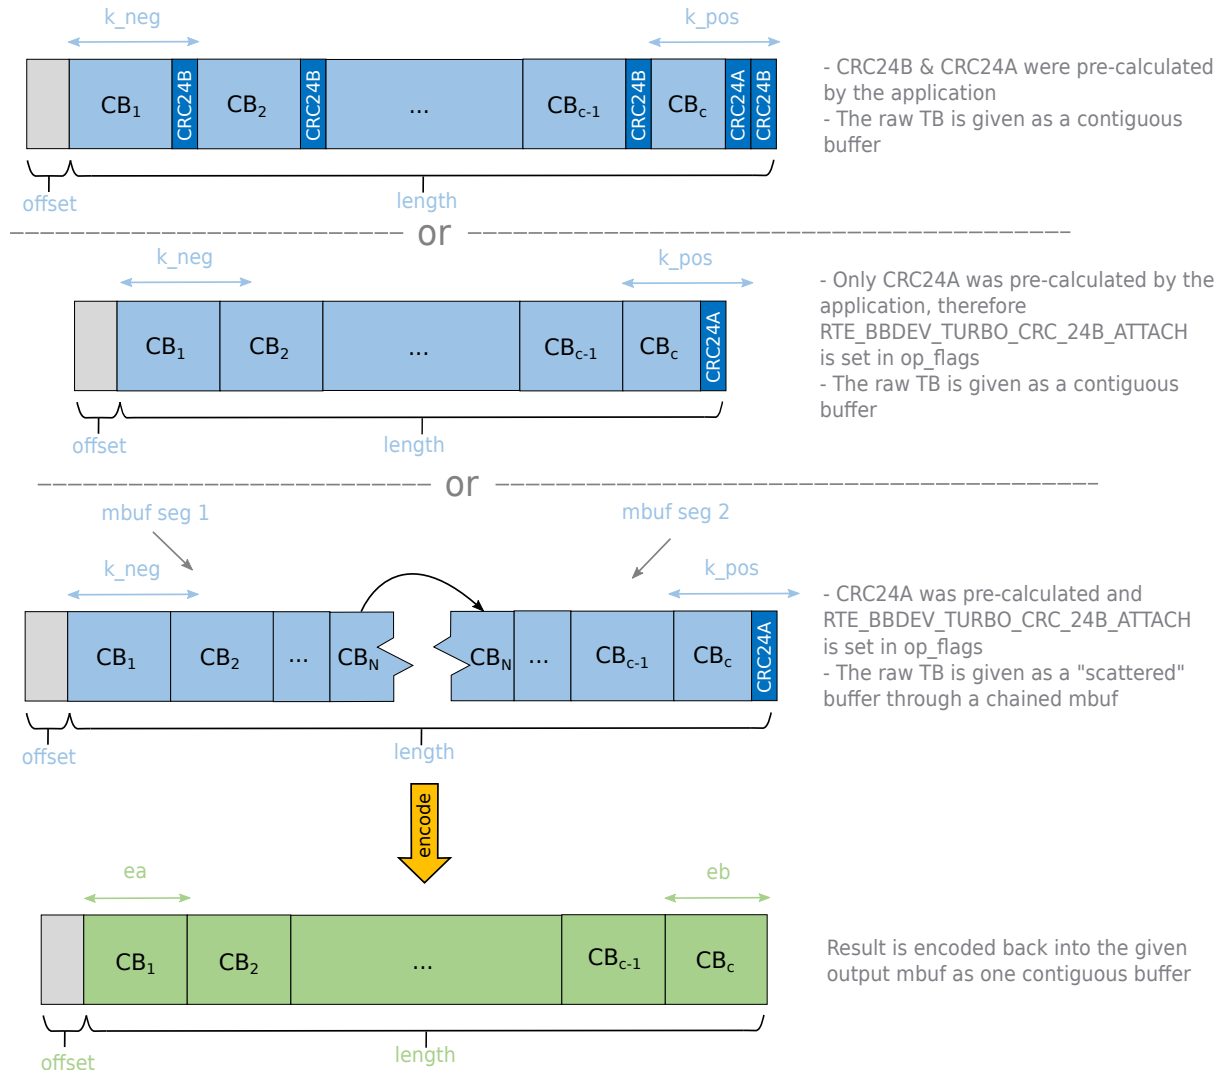 k_neg
k_pos
CB1
CRC24B
CB2
CRC24B
...
CBc-1
CRC24B
CBc
CRC24A
CRC24B
- CRC24B & CRC24A were pre-calculated
by the application
- The raw TB is given as a contiguous
buffer
offset
length
or
k_neg
k_pos
CB1
CB2
...
CBc-1
CBc
CRC24A
- Only CRC24A was pre-calculated by the
application, therefore
RTE_BBDEV_TURBO_CRC_24B_ATTACH
is set in op_flags
- The raw TB is given as a contiguous
buffer
offset
length
or
mbuf seg 1
mbuf seg 2
k_neg
k_pos
CB1
CB2
...
CBN
CBN
...
CBc-1
CBc
CRC24A
- CRC24A was pre-calculated and
RTE_BBDEV_TURBO_CRC_24B_ATTACH
is set in op_flags
- The raw TB is given as a "scattered"
buffer through a chained mbuf
offset
length
encode
ea
eb
CB1
CB2
...
CBc-1
CBc
Result is encoded back into the given
output mbuf as one contiguous buffer
offset
length